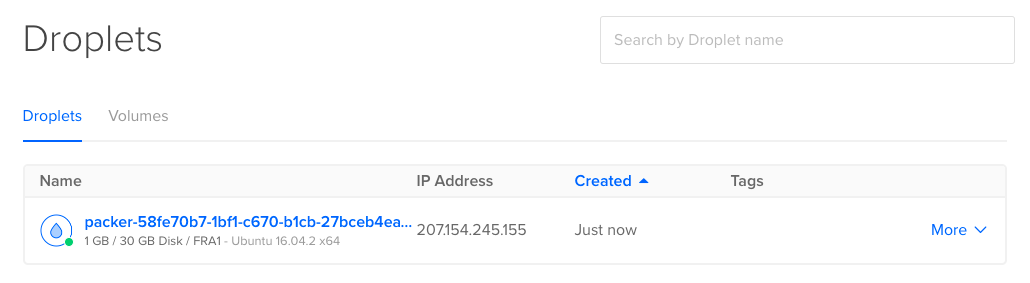 Droplets
Search by Droplet name
Droplets Volumes
Name IP Address Created Tags
packer-58fe70b7-1bf1-c670-b1cb-27bceb4ea... 207.154.245.155 Just now More
1 GB / 30 GB Disk / FRA1 - Ubuntu 16.04.2 x64